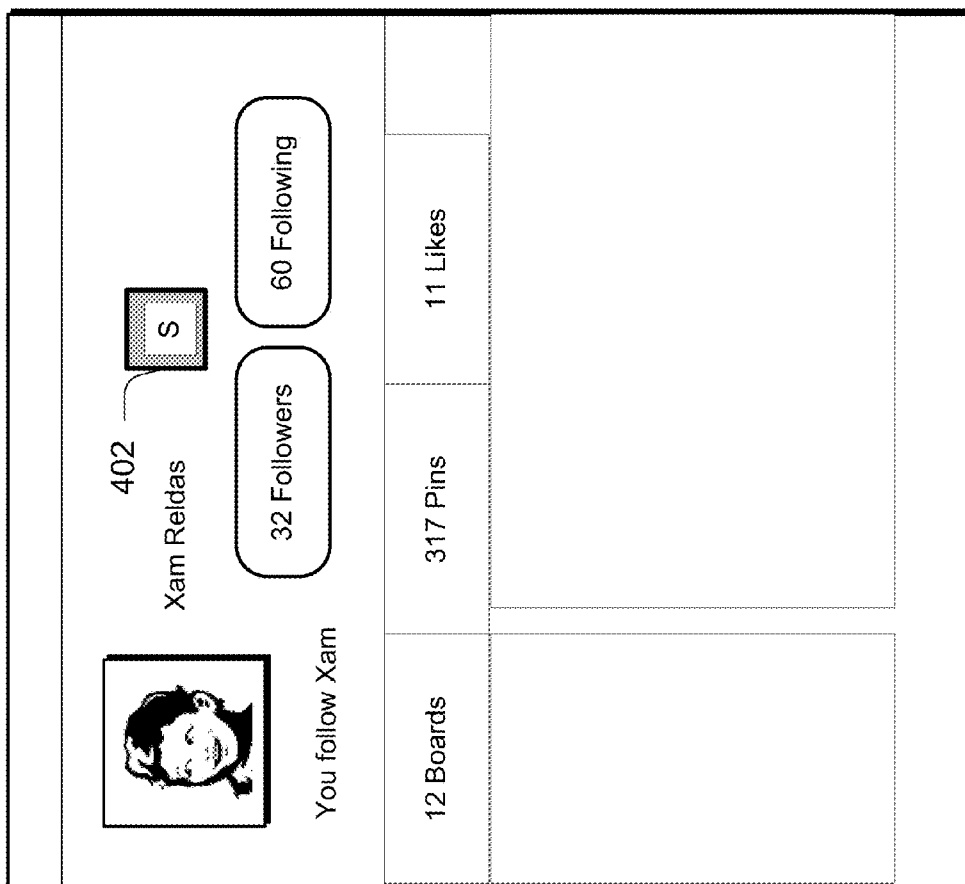 402
Xam Reldas
S
32 Followers
60 Following
You follow Xam
12 Boards
317 Pins
11 Likes